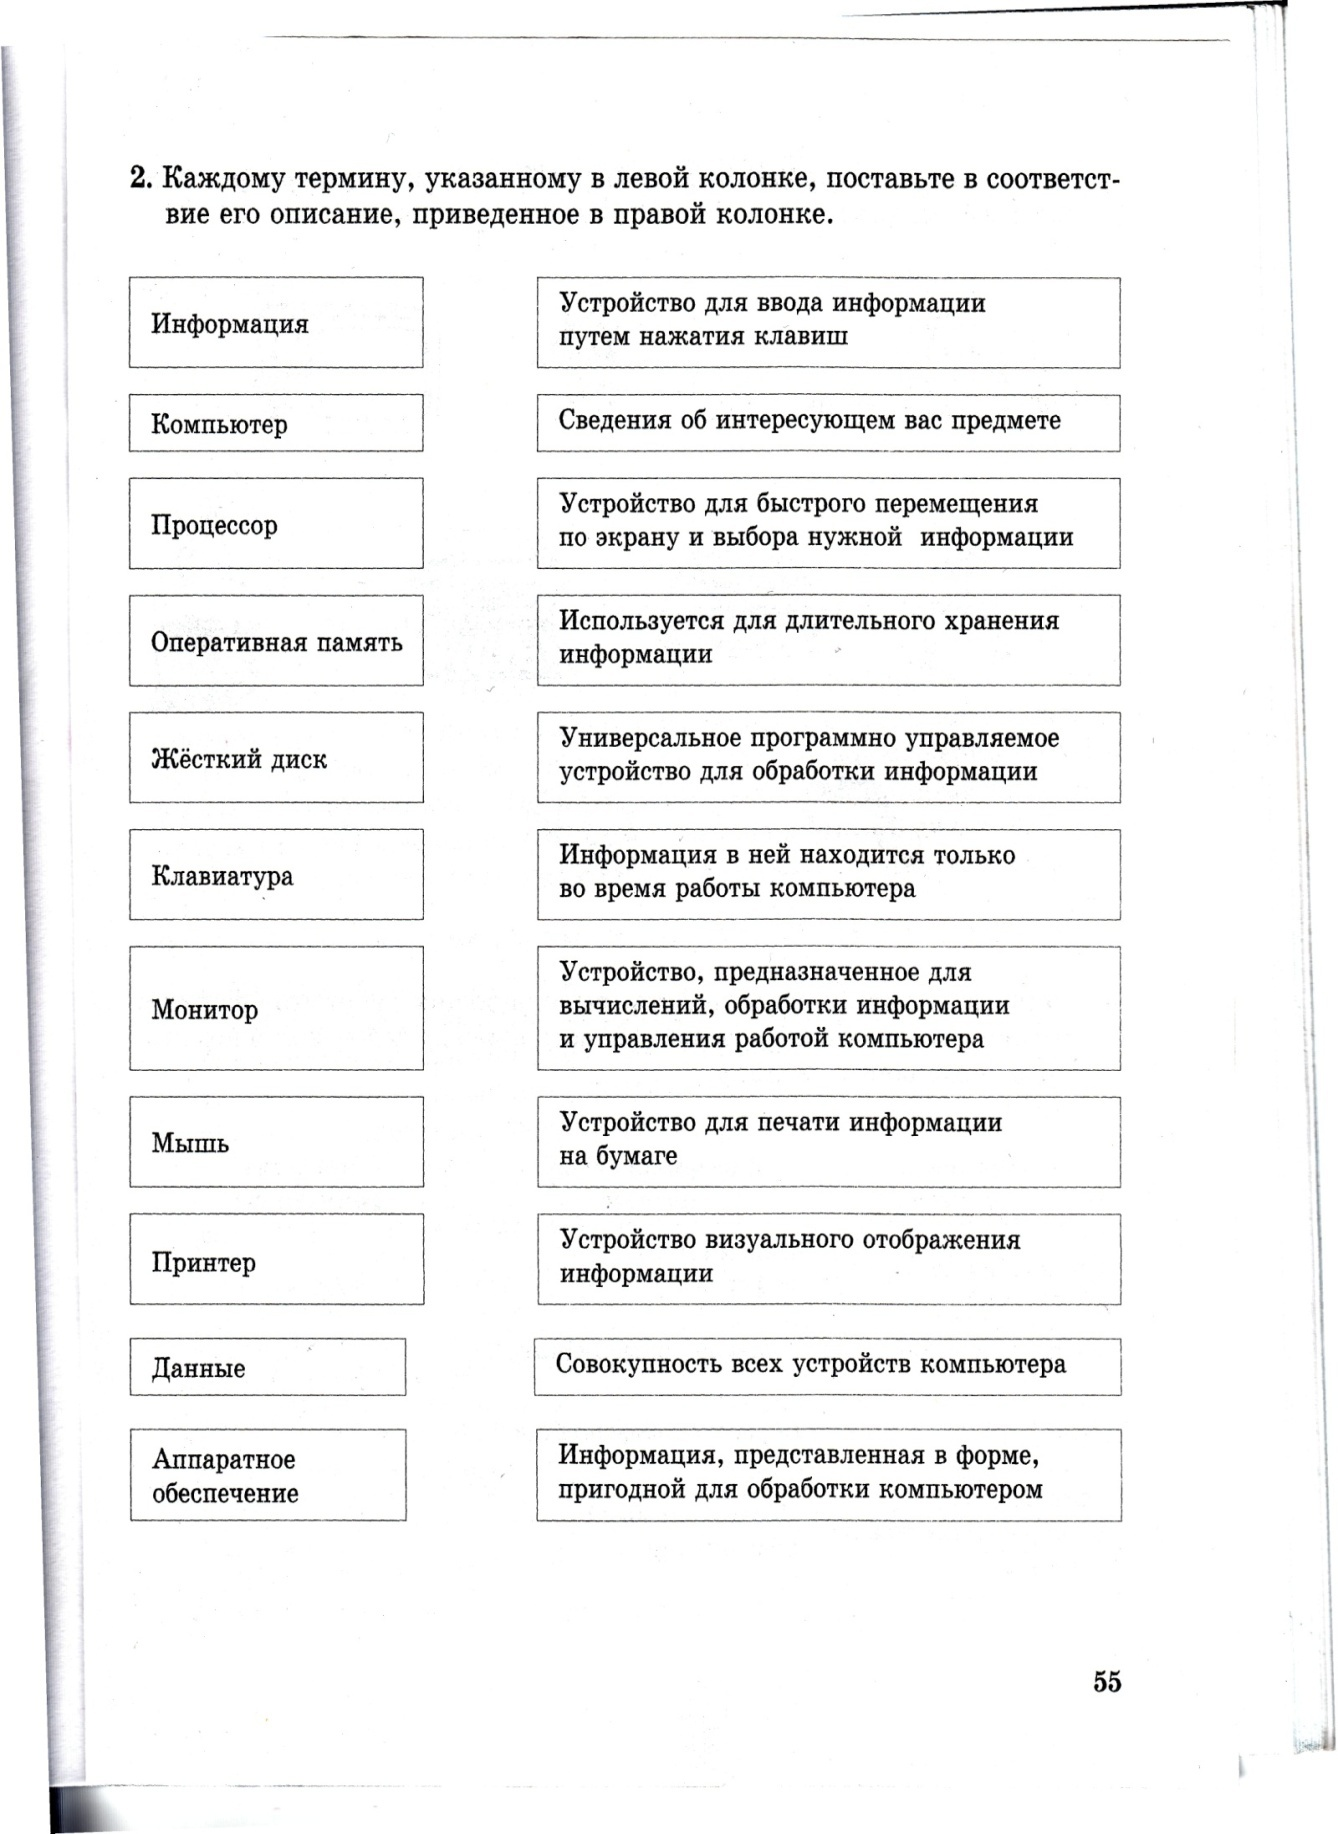 2. Каждому термину, указанному в левой колонке, поставьте в соответст-
вие его описание, приведенное в правой колонке.
Информация
Устройство для ввода информации
путем нажатия клавиш
Компьютер
Сведения об интересующем вас предмете
Процессор
Устройство для быстрого перемещения
по экрану и выбора нужной информации
Оперативная память
Используется для длительного хранения
информации
Жёсткий диск
Универсальное программно управляемое
устройство для обработки информации
Клавиатура
Информация в ней находится только
во время работы компьютера
Монитор
Устройство, предназначенное для
вычислений, обработки информации
и управления работой компьютера
Мышь
Устройство для печати информации
на бумаге
Принтер
Устройство визуального отображения
информации
Данные
Совокупность всех устройств компьютера
Аппаратное
обеспечение
Информация, представленная в форме,
пригодной для обработки компьютером
55